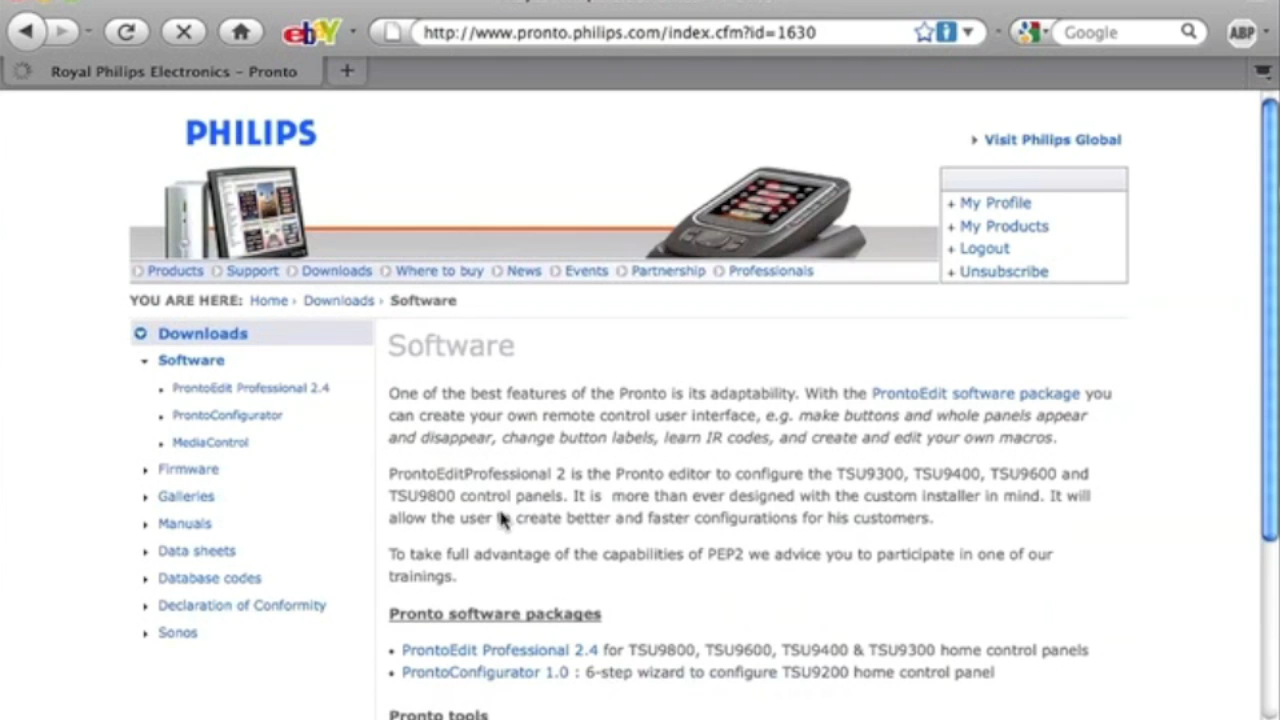 ebY
http://www.pronto.philips.com/index.cfm?id=1630
Google
ABP
Royal Philips Electronics – Pronto
PHILIPS
Visit Philips Global
+ My Profile
+ My Products
+ Logout
+ Unsubscribe
Products Support Downloads Where to buy News Events Partnership Professionals
YOU ARE HERE: Home › Downloads › Software
Downloads
Software
ProntoEdit Professional 2.4
ProntoConfigurator
MediaControl
Firmware
Galleries
Manuals
Data sheets
Database codes
Declaration of Conformity
Sonos
Software
One of the best features of the Pronto is its adaptability. With the ProntoEdit software package you
can create your own remote control user interface, e.g. make buttons and whole panels appear
and disappear, change button labels, learn IR codes, and create and edit your own macros.
ProntoEditProfessional 2 is the Pronto editor to configure the TSU9300, TSU9400, TSU9600 and
TSU9800 control panels. It is more than ever designed with the custom installer in mind. It will
allow the user to create better and faster configurations for his customers.
To take full advantage of the capabilities of PEP2 we advice you to participate in one of our
trainings.
Pronto software packages
• ProntoEdit Professional 2.4 for TSU9800, TSU9600, TSU9400 & TSU9300 home control panels
• ProntoConfigurator 1.0 : 6-step wizard to configure TSU9200 home control panel
Pronto tools